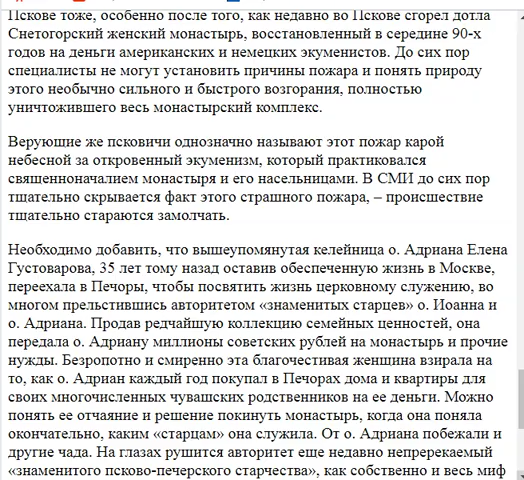 Пскове тоже, особенно после того, как недавно во Пскове сгорел дотла
Снетогорский женский монастырь, восстановленный в середине 90-х
годов на деньги американских и немецких экуменистов. До сих пор
специалисты не могут установить причины пожара и понять природу
этого необычно сильного и быстрого возгорания, полностью
уничтожившего весь монастырский комплекс.
Верующие же псковичи однозначно называют этот пожар карой
небесной за откровенный экуменизм, который практиковался
священноначалием монастыря и его насельницами. В СМИ до сих пор
тщательно скрывается факт этого страшного пожара, – происшествие
тщательно стараются замолчать.
Необходимо добавить, что вышеупомянутая келейница о. Адриана Елена
Густоварова, 35 лет тому назад оставив обеспеченную жизнь в Москве,
переехала в Печоры, чтобы посвятить жизнь церковному служению, во
многом прельстившись авторитетом «знаменитых старцев» о. Иоанна и
о. Адриана. Продав редчайшую коллекцию семейных ценностей, она
передала о. Адриану миллионы советских рублей на монастырь и прочие
нужды. Безропотно и смиренно эта благочестивая женщина взирала на
то, как о. Адриан каждый год покупал в Печорах дома и квартиры для
своих многочисленных чувашских родственников на ее деньги. Можно
понять ее отчаяние и решение покинуть монастырь, когда она поняла
окончательно, каким «старцам» она служила. От о. Адриана побежали и
другие чада. На глазах рушится авторитет еще недавно непререкаемый
«знаменитого псково-печерского старчества», как собственно и весь миф